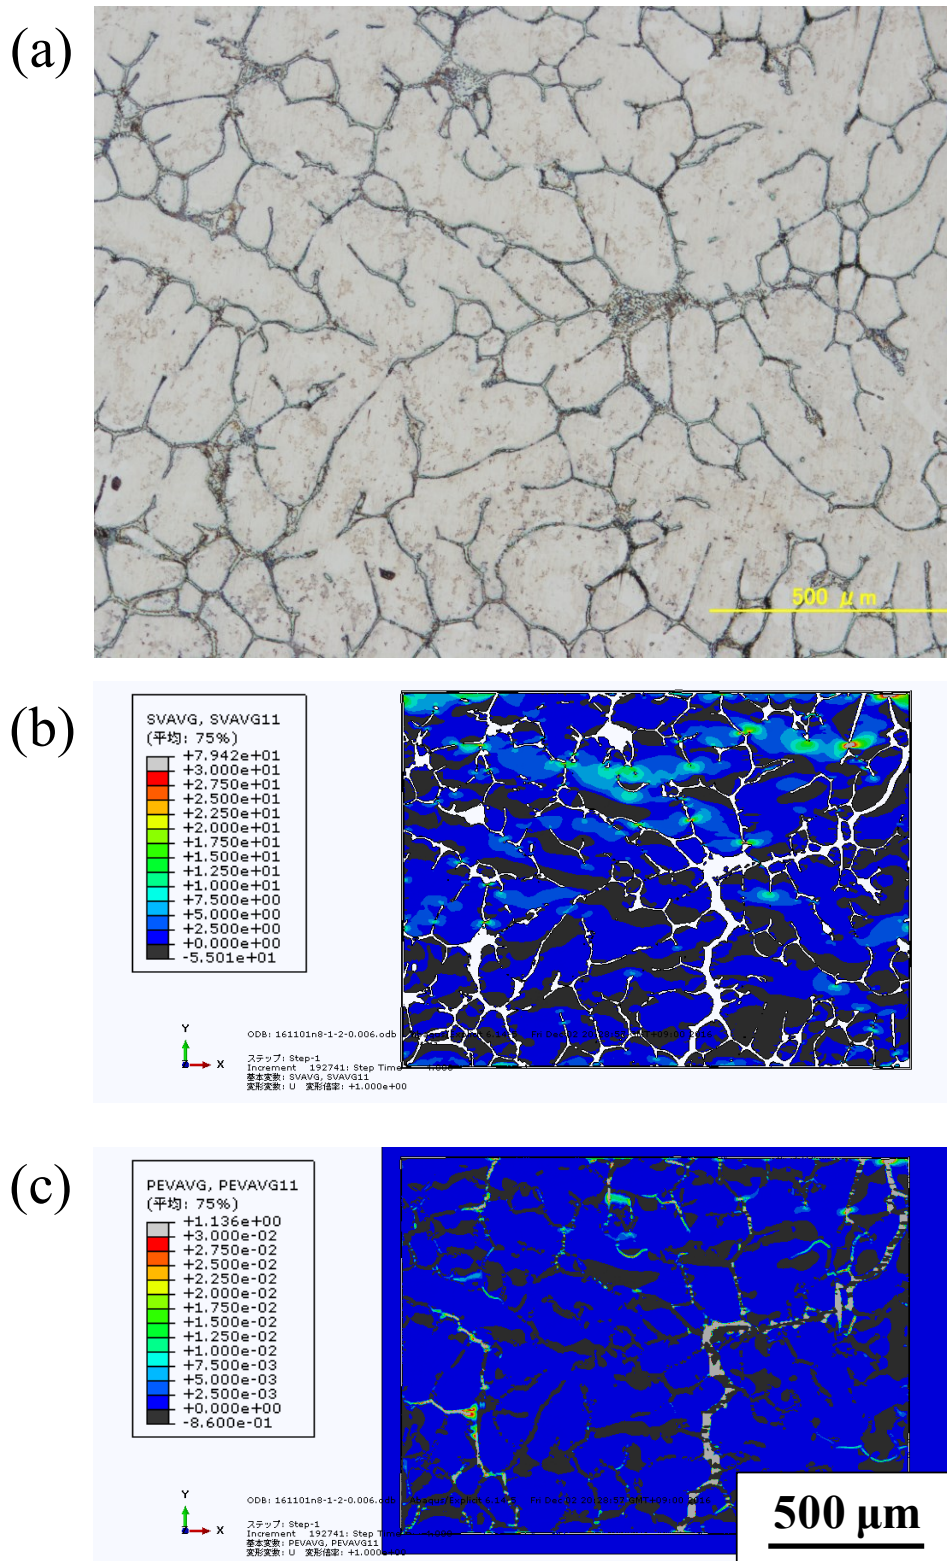 (a)
500 μm
(b)
SVAVG, SVAVG11
(平均: 75%)
+7.942e+01
+3.000e+01
+2.750e+01
+2.500e+01
+2.250e+01
+2.000e+01
+1.750e+01
+1.500e+01
+1.250e+01
+1.000e+01
+7.500e+00
+5.000e+00
+2.500e+00
+0.000e+00
-5.501e+01
Y
X
ODB: 161101n8-1-2-0.006.odb
ステップ: Step-1
Increment 192741: Step Time
基本変数: SVAVG, SVAVG11
変形変数: U 変形倍率: +1.000e+00
(c)
PEVAVG, PEVAVG11
(平均: 75%)
+1.136e+00
+3.000e-02
+2.750e-02
+2.500e-02
+2.250e-02
+2.000e-02
+1.750e-02
+1.500e-02
+1.250e-02
+1.000e-02
+7.500e-03
+5.000e-03
+2.500e-03
+0.000e+00
-8.600e-01
Y
X
ODB: 161101n8-1-2-0.006.odb
ステップ: Step-1
Increment 192741: Step
基本変数: PEVAVG, PEVAVG11
変形変数: U 変形倍率: +1.000e+00
500 μm